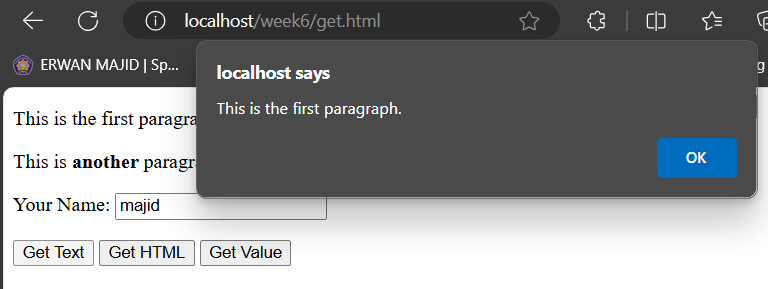 localhost/week6/get.html
ERWAN MAJID | Sp...
localhost says
This is the first paragraph.
OK
This is the first paragra
This is another paragr
Your Name: majid
Get Text Get HTML Get Value